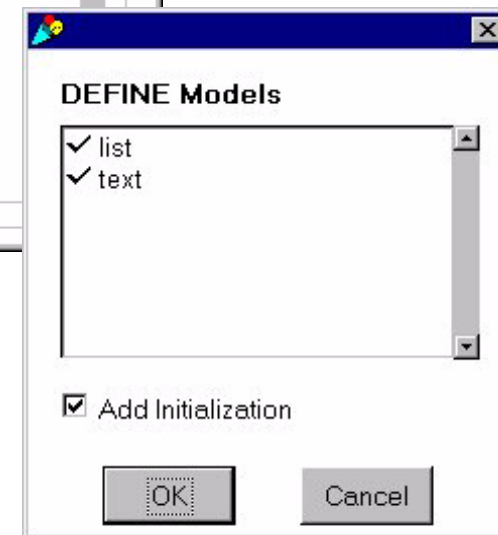 DEFINE Models
list
text
Add Initialization
OK
Cancel